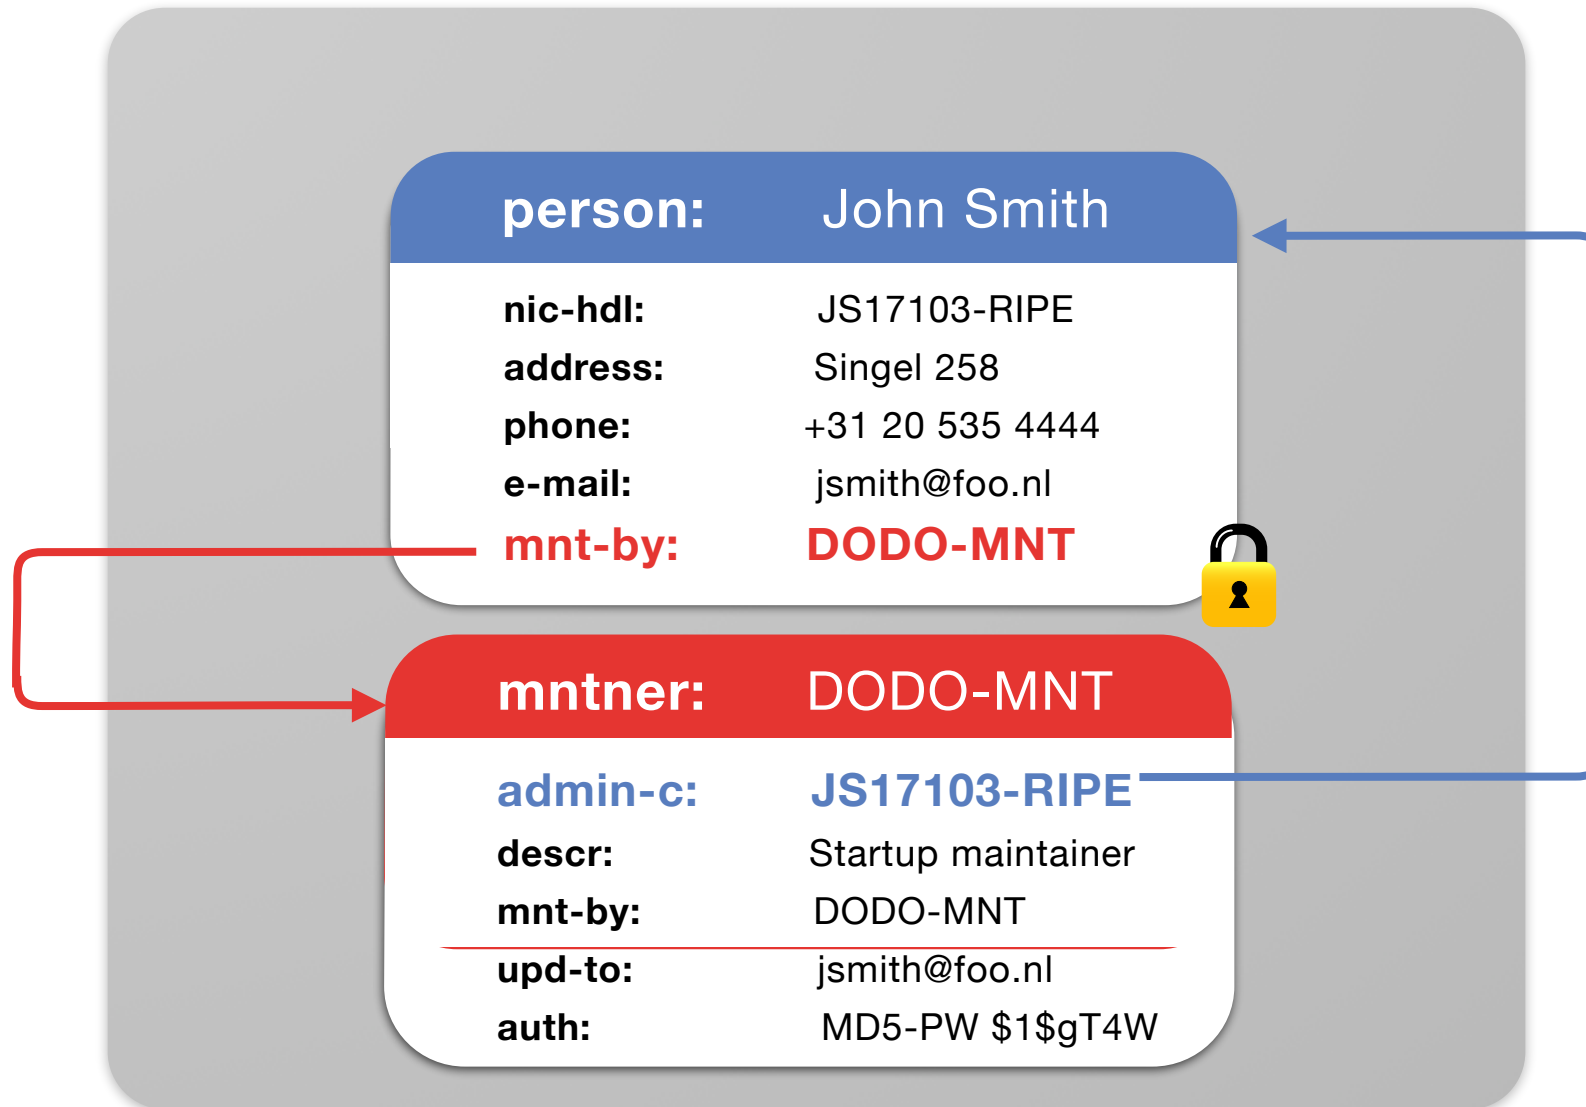 person: John Smith
nic-hdl: JS17103-RIPE
address: Singel 258
phone: +31 20 535 4444
e-mail: jsmith@foo.nl
mnt-by: DODO-MNT
mntner: DODO-MNT
admin-c: JS17103-RIPE
descr: Startup maintainer
mnt-by: DODO-MNT
upd-to: jsmith@foo.nl
auth: MD5-PW $1$gT4W